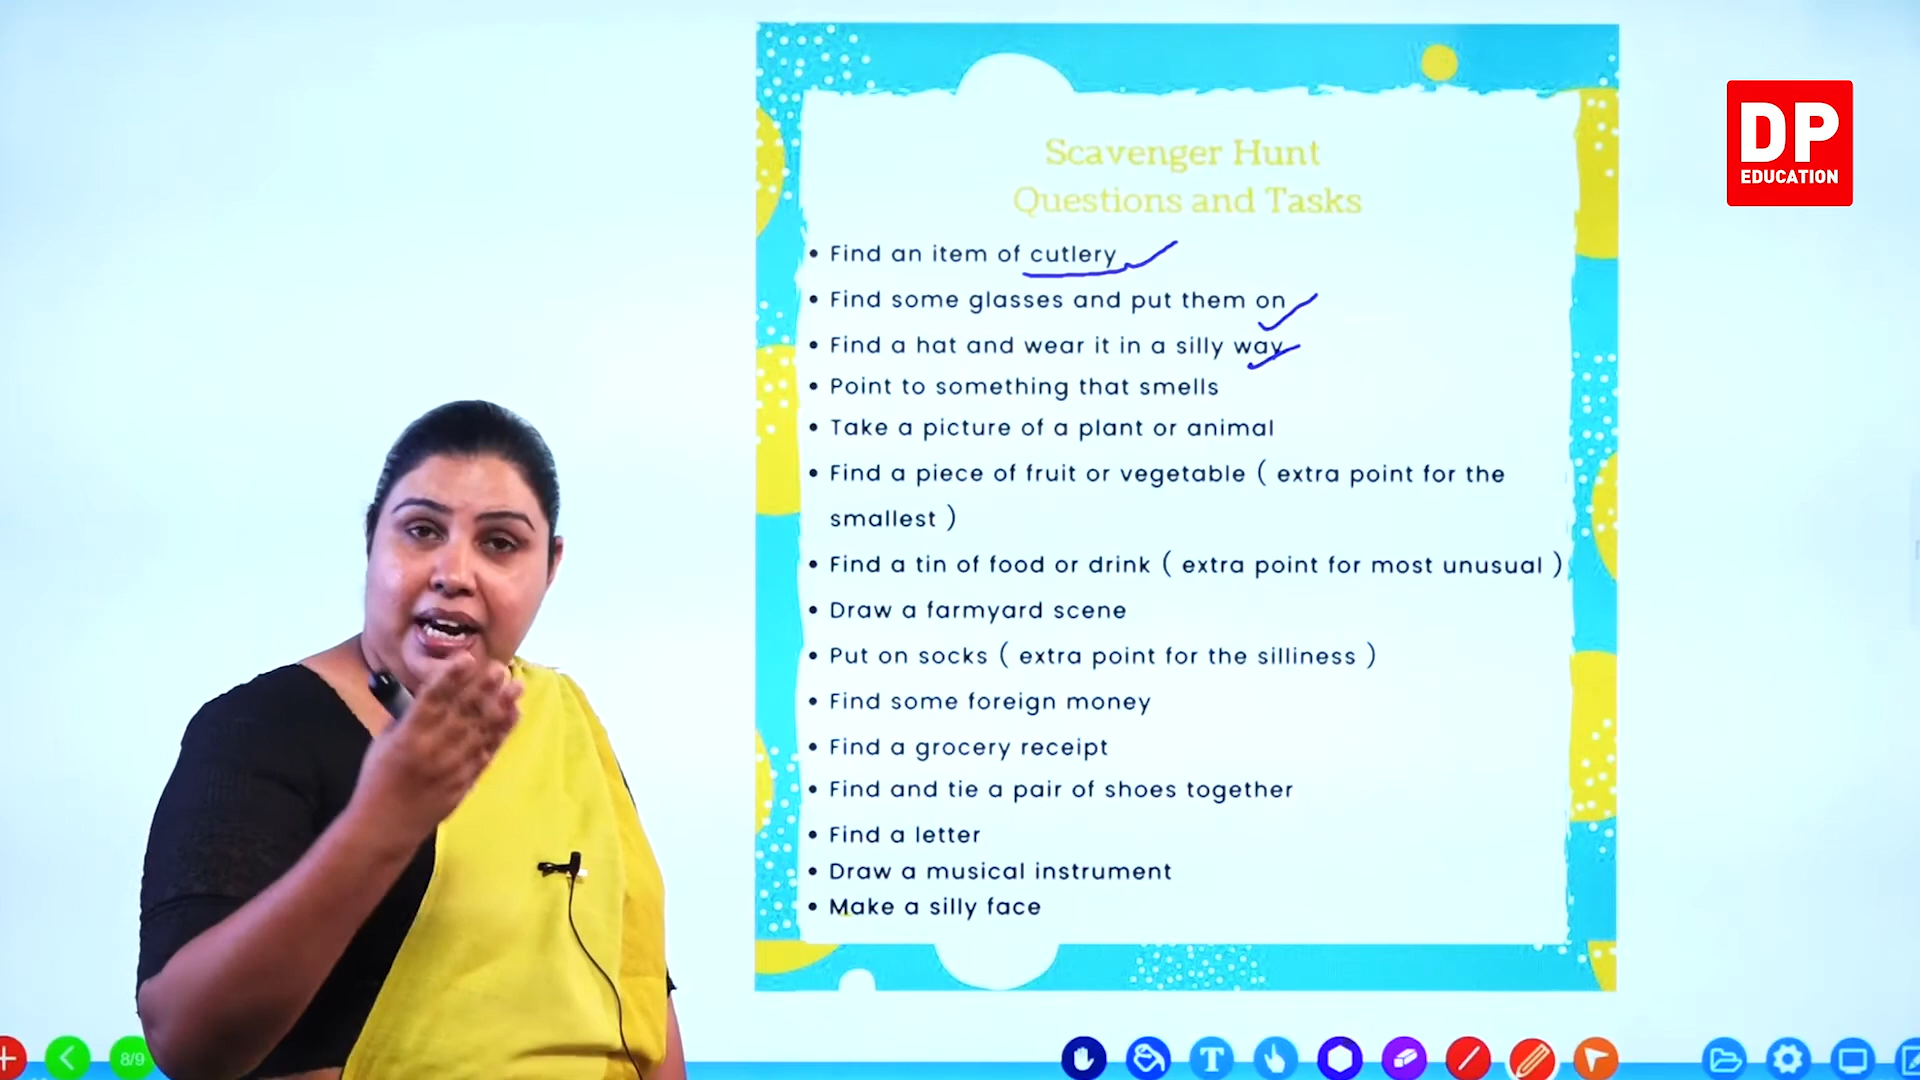 DP
EDUCATION
Scavenger Hunt
Questions and Tasks
• Find an item of cutlery
• Find some glasses and put them on
• Find a hat and wear it in a silly way
• Point to something that smells
• Take a picture of a plant or animal
• Find a piece of fruit or vegetable ( extra point for the
smallest )
• Find a tin of food or drink ( extra point for most unusual )
• Draw a farmyard scene
• Put on socks ( extra point for the silliness )
• Find some foreign money
• Find a grocery receipt
• Find and tie a pair of shoes together
• Find a letter
• Draw a musical instrument
• Make a silly face
8/9
T